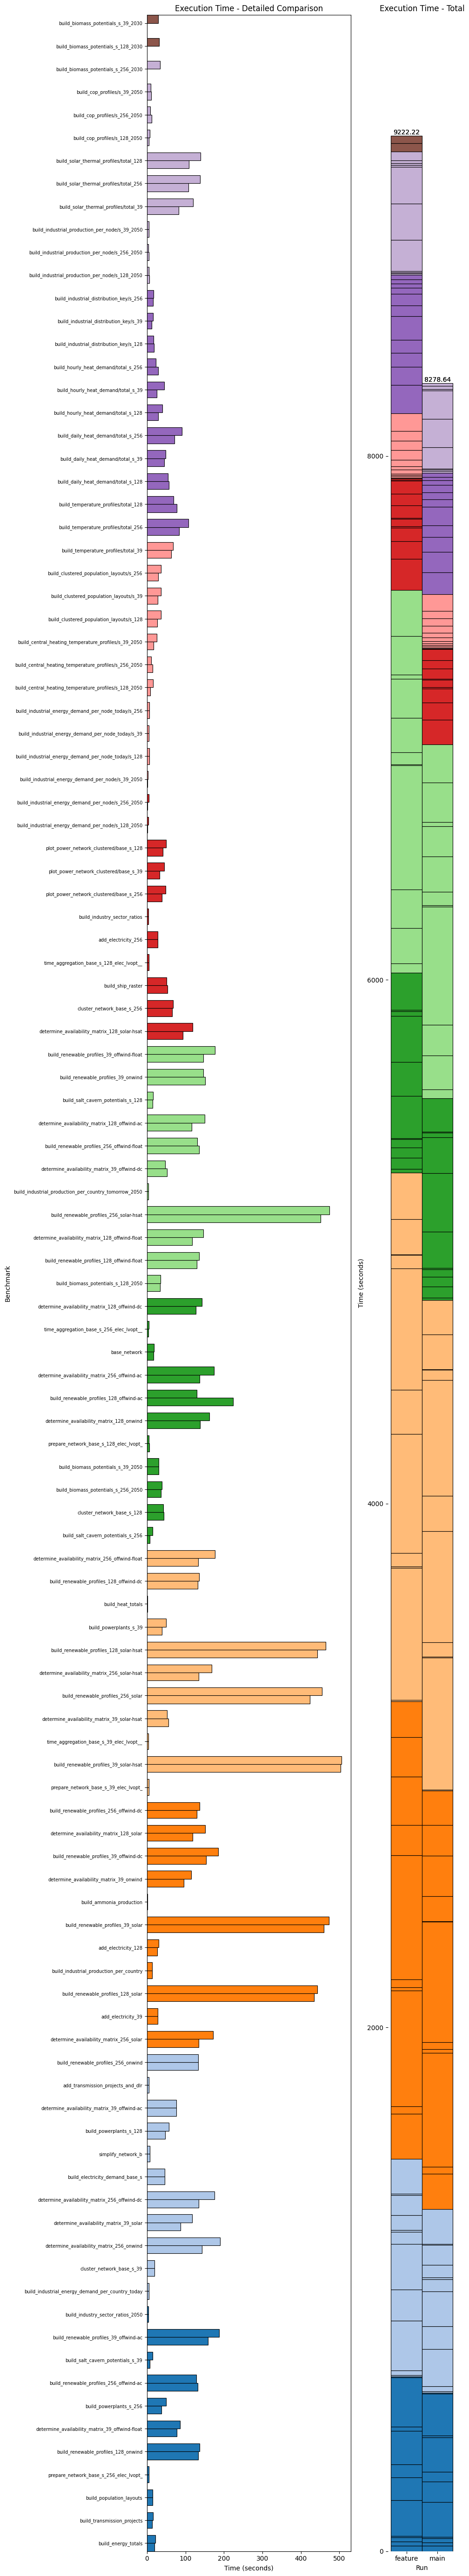 Execution Time - Detailed Comparison
Execution Time - Total
build_biomass_potentials_s_39_2030
build_biomass_potentials_s_128_2030
build_biomass_potentials_s_256_2030
build_cop_profiles/s_39_2050
build_cop_profiles/s_256_2050
build_cop_profiles/s_128_2050
build_solar_thermal_profiles/total_128
build_solar_thermal_profiles/total_256
build_solar_thermal_profiles/total_39
build_industrial_production_per_node/s_39_2050
build_industrial_production_per_node/s_256_2050
build_industrial_production_per_node/s_128_2050
build_industrial_distribution_key/s_256
build_industrial_distribution_key/s_39
build_industrial_distribution_key/s_128
build_hourly_heat_demand/total_s_256
build_hourly_heat_demand/total_s_39
build_hourly_heat_demand/total_s_128
build_daily_heat_demand/total_s_256
build_daily_heat_demand/total_s_39
build_daily_heat_demand/total_s_128
build_temperature_profiles/total_128
build_temperature_profiles/total_256
build_temperature_profiles/total_39
build_clustered_population_layouts/s_256
build_clustered_population_layouts/s_39
build_clustered_population_layouts/s_128
build_central_heating_temperature_profiles/s_39_2050
build_central_heating_temperature_profiles/s_256_2050
build_central_heating_temperature_profiles/s_128_2050
build_industrial_energy_demand_per_node_today/s_256
build_industrial_energy_demand_per_node_today/s_39
build_industrial_energy_demand_per_node_today/s_128
build_industrial_energy_demand_per_node/s_39_2050
build_industrial_energy_demand_per_node/s_256_2050
build_industrial_energy_demand_per_node/s_128_2050
plot_power_network_clustered/base_s_128
plot_power_network_clustered/base_s_39
plot_power_network_clustered/base_s_256
build_industry_sector_ratios
add_electricity_256
time_aggregation_base_s_128_elec_lvopt__
build_ship_raster
cluster_network_base_s_256
determine_availability_matrix_128_solar-hsat
build_renewable_profiles_39_offwind-float
build_renewable_profiles_39_onwind
build_salt_cavern_potentials_s_128
determine_availability_matrix_128_offwind-ac
build_renewable_profiles_256_offwind-float
determine_availability_matrix_39_offwind-dc
build_industrial_production_per_country_tomorrow_2050
build_renewable_profiles_256_solar-hsat
determine_availability_matrix_128_offwind-float
build_renewable_profiles_128_offwind-float
build_biomass_potentials_s_128_2050
determine_availability_matrix_128_offwind-dc
time_aggregation_base_s_256_elec_lvopt__
base_network
determine_availability_matrix_256_offwind-ac
build_renewable_profiles_128_offwind-ac
determine_availability_matrix_128_onwind
prepare_network_base_s_128_elec_lvopt_
build_biomass_potentials_s_39_2050
build_biomass_potentials_s_256_2050
cluster_network_base_s_128
build_salt_cavern_potentials_s_256
determine_availability_matrix_256_offwind-float
build_renewable_profiles_128_offwind-dc
build_heat_totals
build_powerplants_s_39
build_renewable_profiles_128_solar-hsat
determine_availability_matrix_256_solar-hsat
build_renewable_profiles_256_solar
determine_availability_matrix_39_solar-hsat
time_aggregation_base_s_39_elec_lvopt__
build_renewable_profiles_39_solar-hsat
prepare_network_base_s_39_elec_lvopt_
build_renewable_profiles_256_offwind-dc
determine_availability_matrix_128_solar
build_renewable_profiles_39_offwind-dc
determine_availability_matrix_39_onwind
build_ammonia_production
build_renewable_profiles_39_solar
add_electricity_128
build_industrial_production_per_country
build_renewable_profiles_128_solar
add_electricity_39
determine_availability_matrix_256_solar
build_renewable_profiles_256_onwind
add_transmission_projects_and_dlr
determine_availability_matrix_39_offwind-ac
build_powerplants_s_128
simplify_network_b
build_electricity_demand_base_s
determine_availability_matrix_256_offwind-dc
determine_availability_matrix_39_solar
determine_availability_matrix_256_onwind
cluster_network_base_s_39
build_industrial_energy_demand_per_country_today
build_industry_sector_ratios_2050
build_renewable_profiles_39_offwind-ac
build_salt_cavern_potentials_s_39
build_renewable_profiles_256_offwind-ac
build_powerplants_s_256
determine_availability_matrix_39_offwind-float
build_renewable_profiles_128_onwind
prepare_network_base_s_256_elec_lvopt_
build_population_layouts
build_transmission_projects
build_energy_totals
Benchmark
0 100 200 300 400 500
Time (seconds)
9222.22
8278.64
8000
6000
4000
2000
0
Time (seconds)
feature main
Run